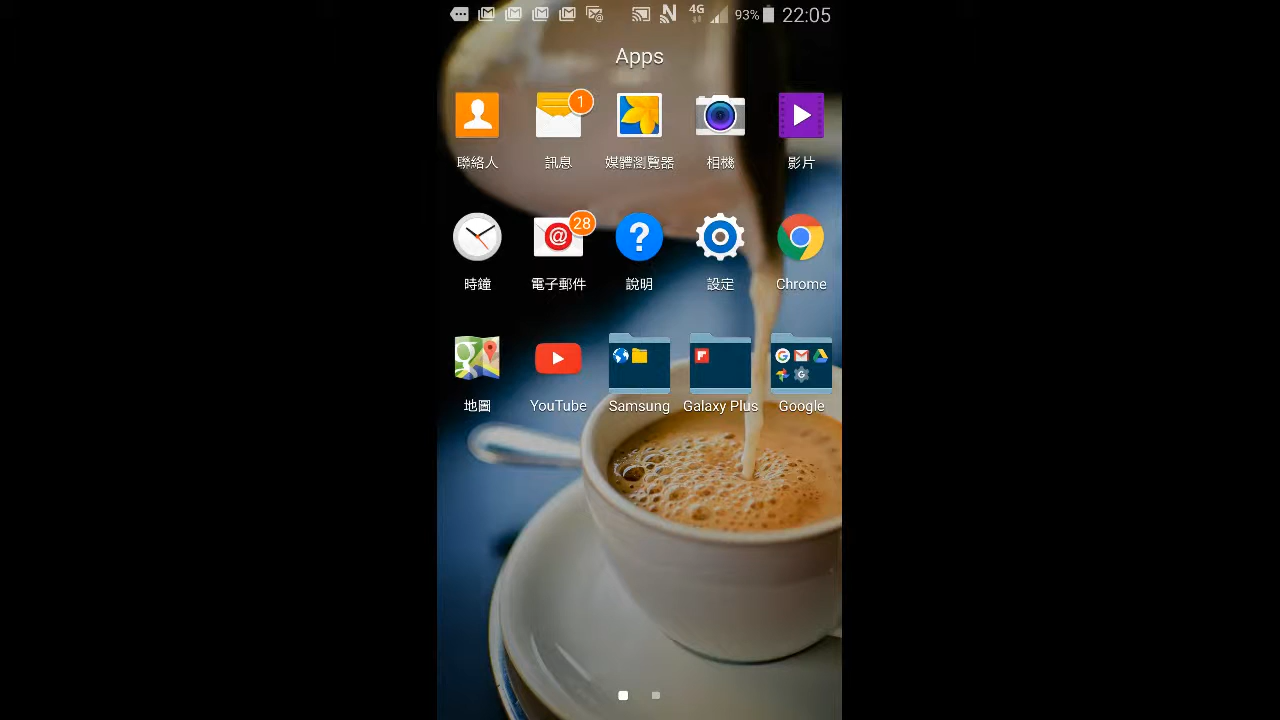 4G 93% 22:05
Apps
1
聯絡人 訊息 媒體瀏覽器 相機 影片
28
時鐘 電子郵件 說明 設定 Chrome
地圖 YouTube Samsung Galaxy Plus Google